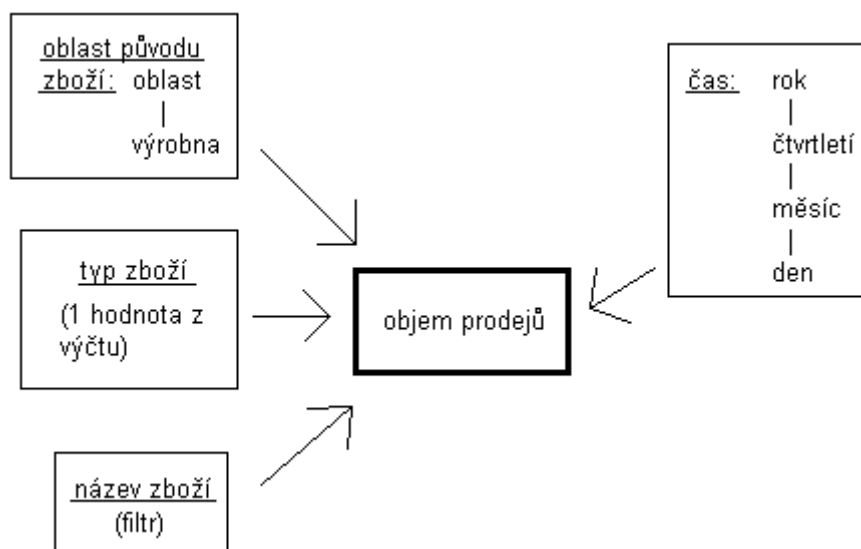 oblast původu
zboží: oblast
|
výrobna
typ zboží
(1 hodnota z
výčtu)
název zboží
(filtr)
objem prodejů
čas: rok
|
čtvrtletí
|
měsíc
|
den